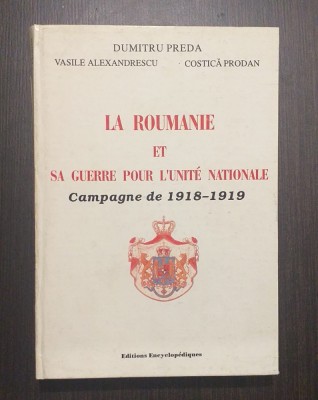 DUMITRU PREDA
VASILE ALEXANDRESCU COSTICĂ PRODAN
LA ROUMANIE
ET
SA GUERRE POUR L'UNITÉ NATIONALE
Campagne de 1918-1919
Editions Encyclopédiques